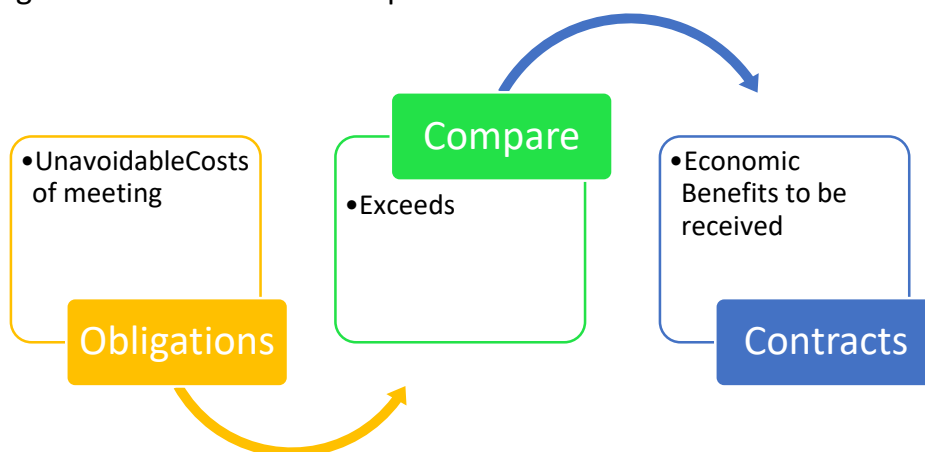 •UnavoidableCosts
of meeting
Obligations
Compare
•Exceeds
•Economic
Benefits to be
received
Contracts